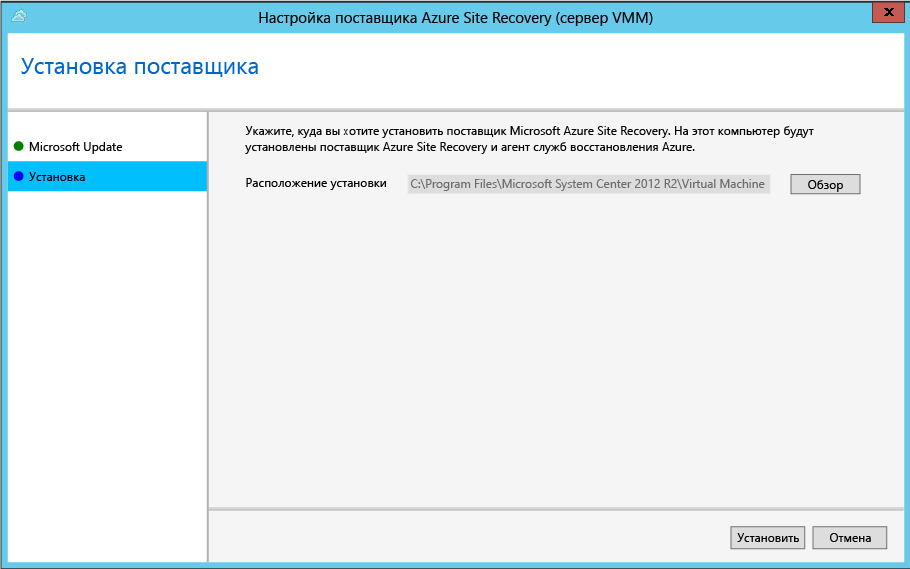 Настройка поставщика Azure Site Recovery (сервер VMM)
Установка поставщика
Microsoft Update
Установка
Укажите, куда вы хотите установить поставщик Microsoft Azure Site Recovery. На этот компьютер будут
установлены поставщик Azure Site Recovery и агент служб восстановления Azure.
Расположение установки C:\Program Files\Microsoft System Center 2012 R2\Virtual Machine Обзор
Установить Отмена